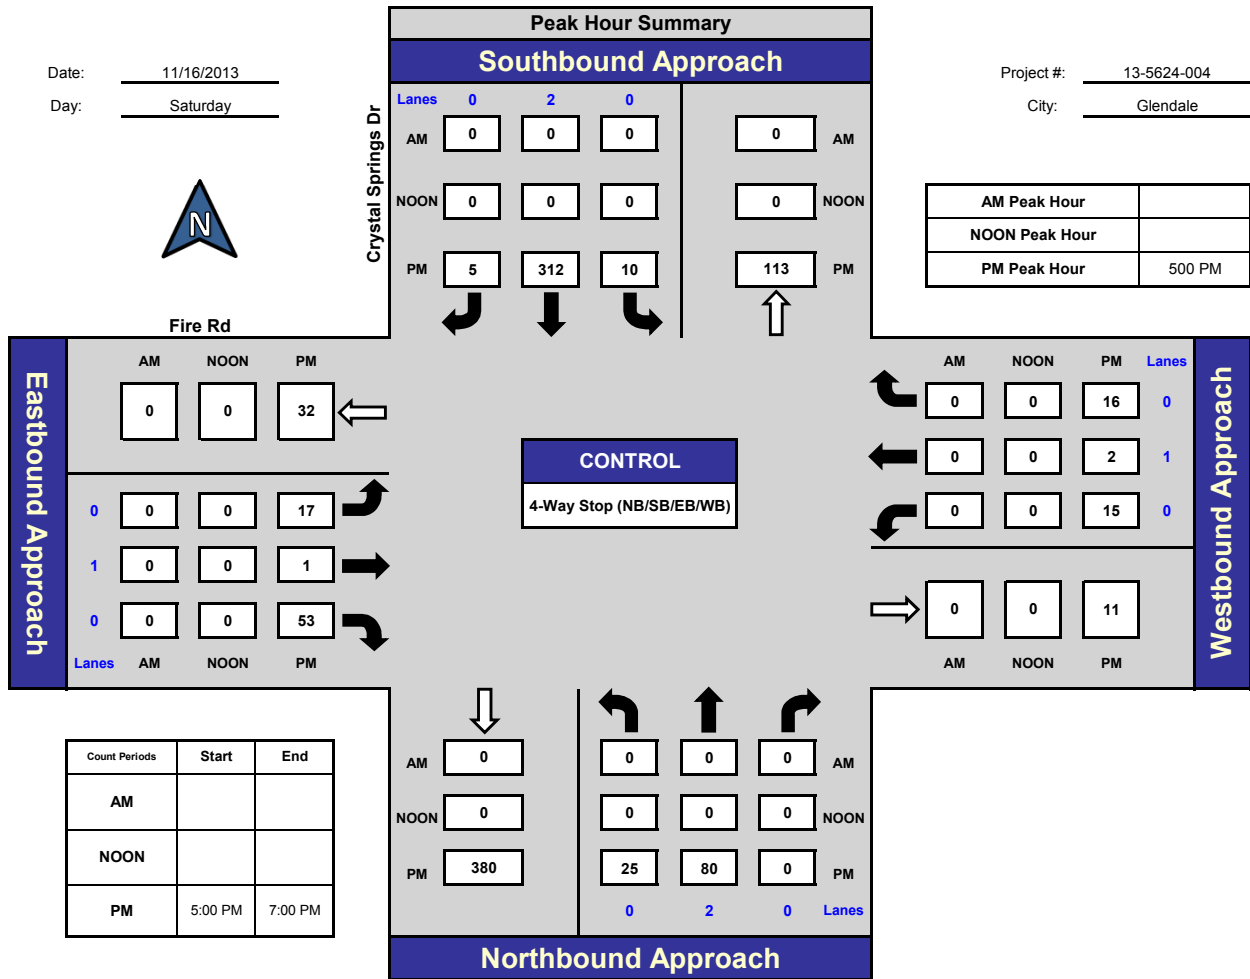 Peak Hour Summary
Southbound Approach
Date: 11/16/2013
Day: Saturday
Project #: 13-5624-004
City: Glendale
Crystal Springs Dr
Lanes 0 2 0
AM 0 0 0 0 AM
NOON 0 0 0 0 NOON
PM 5 312 10 113 PM
N
AM Peak Hour
NOON Peak Hour
PM Peak Hour 500 PM
Fire Rd
Eastbound Approach
AM NOON PM
0 0 32
0 0 0 17
1 0 0 1
0 0 0 53
Lanes AM NOON PM
CONTROL
4-Way Stop (NB/SB/EB/WB)
AM NOON PM Lanes
0 0 16 0
0 0 2 1
0 0 15 0
0 0 11
AM NOON PM
Westbound Approach
Count Periods Start End
AM
NOON
PM 5:00 PM 7:00 PM
AM 0 0 0 0 AM
NOON 0 0 0 0 NOON
PM 380 25 80 0 PM
0 2 0 Lanes
Northbound Approach